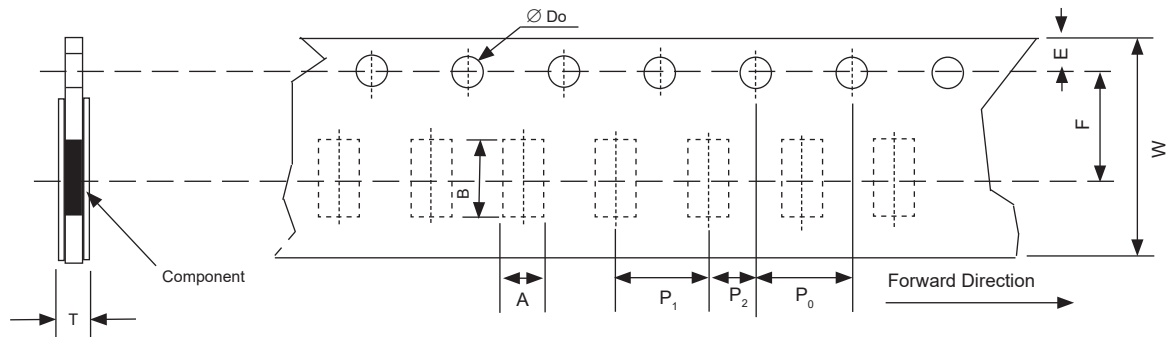 ∅ Do
E
F
W
B
Component
A
P₁
P₂
P₀
Forward Direction
T